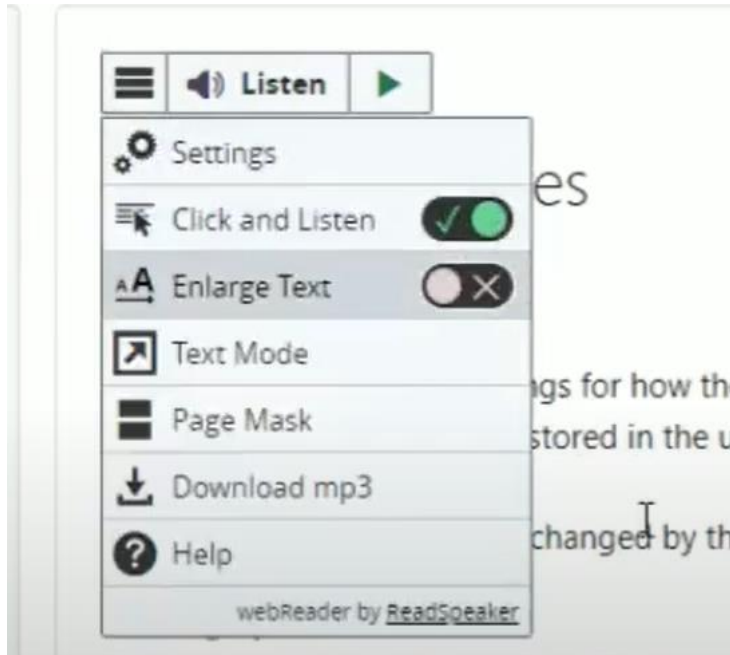 Listen
Settings
es
Click and Listen
Enlarge Text
Text Mode
ngs for how the
Page Mask
stored in the u
Download mp3
changed by th
Help
webReader by ReadSpeaker